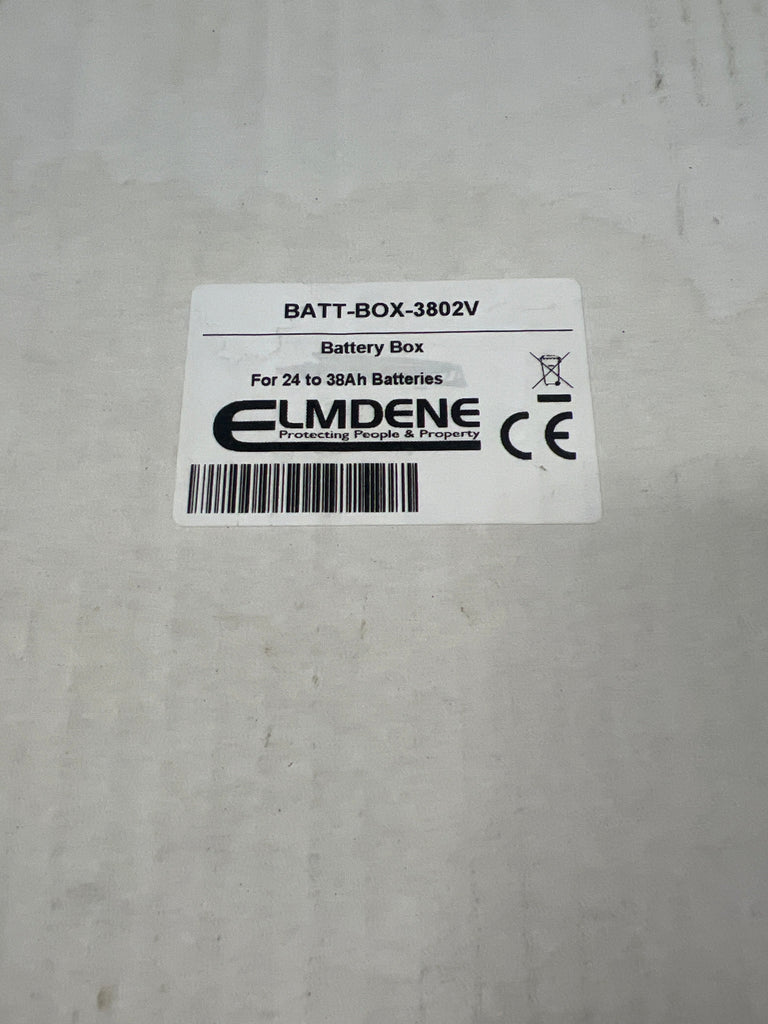 BATT-BOX-3802V
Battery Box
For 24 to 38Ah Batteries
ELMDENE
Protecting People & Property
CE